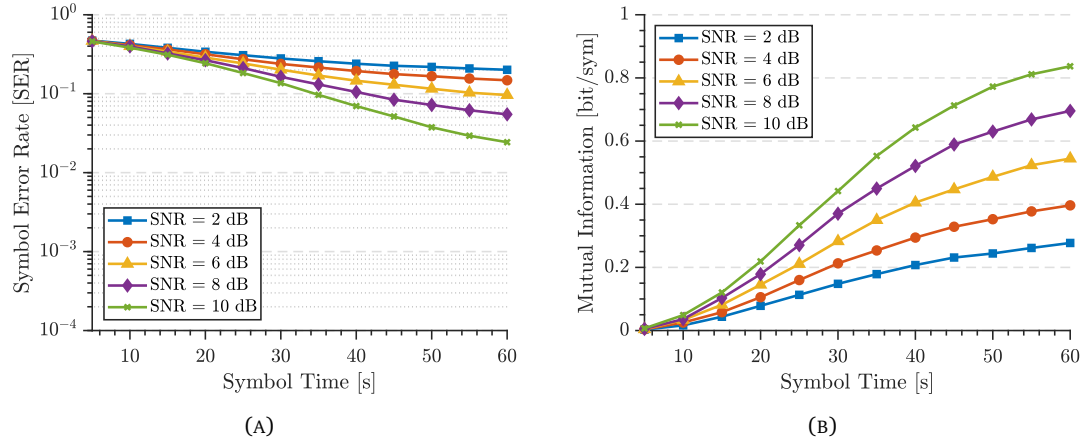 10^0
10^-1
10^-2
10^-3
10^-4
Symbol Error Rate [SER]
SNR = 2 dB
SNR = 4 dB
SNR = 6 dB
SNR = 8 dB
SNR = 10 dB
10 20 30 40 50 60
Symbol Time [s]
(A)
1
0.8
0.6
0.4
0.2
0
Mutual Information [bit/sym]
SNR = 2 dB
SNR = 4 dB
SNR = 6 dB
SNR = 8 dB
SNR = 10 dB
10 20 30 40 50 60
Symbol Time [s]
(B)